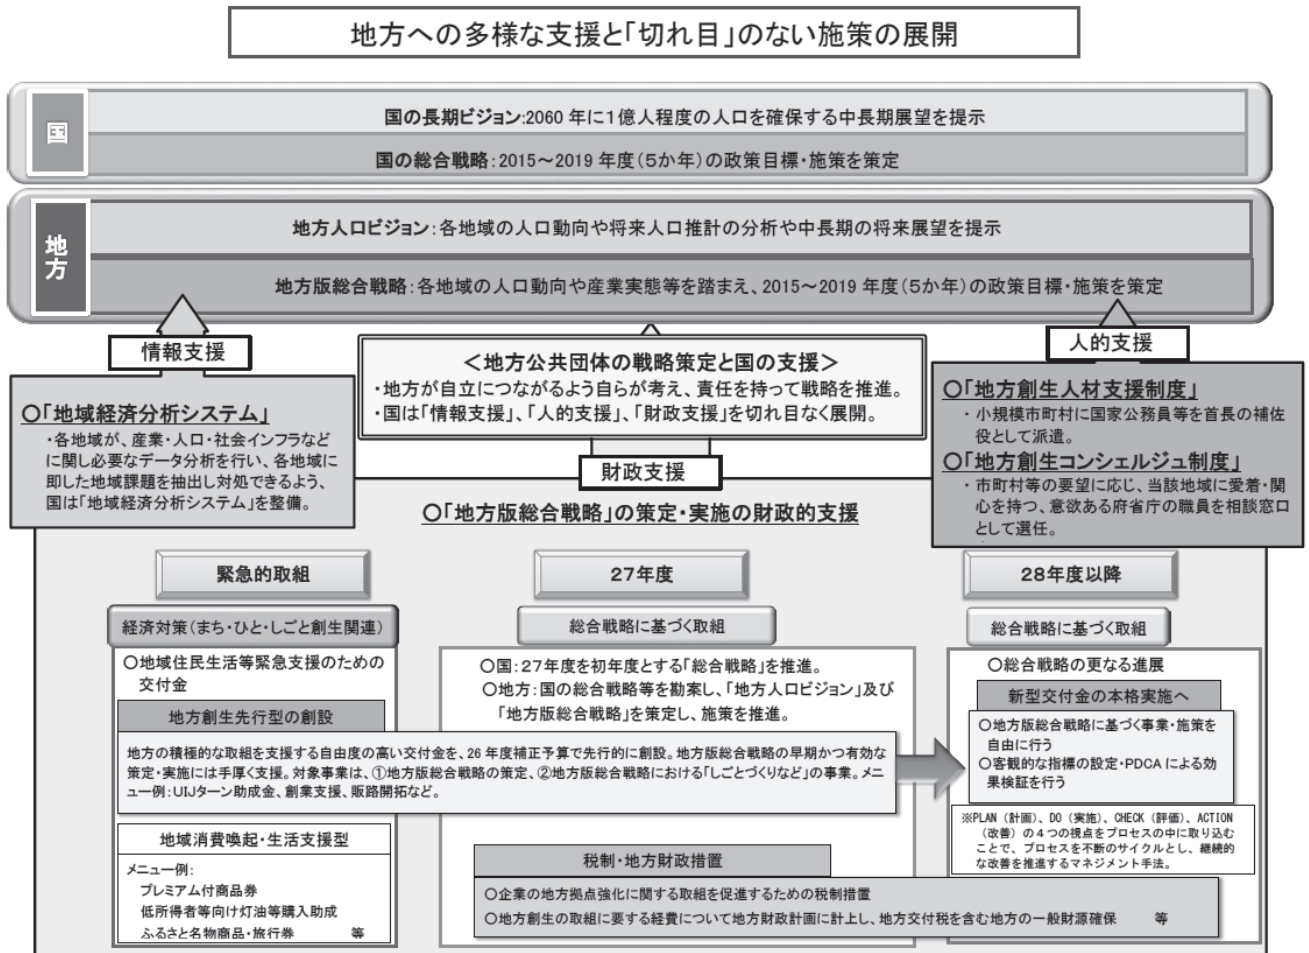 地方への多様な支援と「切れ目」のない施策の展開
国
国の長期ビジョン:2060 年に1億人程度の人口を確保する中長期展望を提示
国の総合戦略:2015～2019 年度(5か年)の政策目標・施策を策定
地方
地方人口ビジョン:各地域の人口動向や将来人口推計の分析や中長期の将来展望を提示
地方版総合戦略:各地域の人口動向や産業実態等を踏まえ、2015～2019 年度(5か年)の政策目標・施策を策定
情報支援
○「地域経済分析システム」
・各地域が、産業・人口・社会インフラなど
に関し必要なデータ分析を行い、各地域に
即した地域課題を抽出し対処できるよう、
国は「地域経済分析システム」を整備。
＜地方公共団体の戦略策定と国の支援＞
・地方が自立につながるよう自らが考え、責任を持って戦略を推進。
・国は「情報支援」、「人的支援」、「財政支援」を切れ目なく展開。
人的支援
○「地方創生人材支援制度」
・小規模市町村に国家公務員等を首長の補佐
役として派遣。
○「地方創生コンシェルジュ制度」
・市町村等の要望に応じ、当該地域に愛着・関
心を持つ、意欲ある府省庁の職員を相談窓口
として選任。
財政支援
○「地方版総合戦略」の策定・実施の財政的支援
緊急的取組
経済対策(まち・ひと・しごと創生関連)
○地域住民生活等緊急支援のための
交付金
地方創生先行型の創設
地方の積極的な取組を支援する自由度の高い交付金を、26 年度補正予算で先行的に創設。地方版総合戦略の早期かつ有効な
策定・実施には手厚く支援。対象事業は、①地方版総合戦略の策定、②地方版総合戦略における「しごとづくりなど」の事業。メニ
ュー例:UIJターン助成金、創業支援、販路開拓など。
地域消費喚起・生活支援型
メニュー例:
プレミアム付商品券
低所得者等向け灯油等購入助成
ふるさと名物商品・旅行券 等
27年度
総合戦略に基づく取組
○国:27年度を初年度とする「総合戦略」を推進。
○地方:国の総合戦略等を勘案し、「地方人口ビジョン」及び
「地方版総合戦略」を策定し、施策を推進。
税制・地方財政措置
○企業の地方拠点強化に関する取組を促進するための税制措置
○地方創生の取組に要する経費について地方財政計画に計上し、地方交付税を含む地方の一般財源確保 等
28年度以降
総合戦略に基づく取組
○総合戦略の更なる進展
新型交付金の本格実施へ
○地方版総合戦略に基づく事業・施策を
自由に行う
○客観的な指標の設定・PDCA による効
果検証を行う
※PLAN(計画)、DO(実施)、CHECK(評価)、ACTION
(改善)の4つの視点をプロセスの中に取り込む
ことで、プロセスを不断のサイクルとし、継続的
な改善を推進するマネジメント手法。